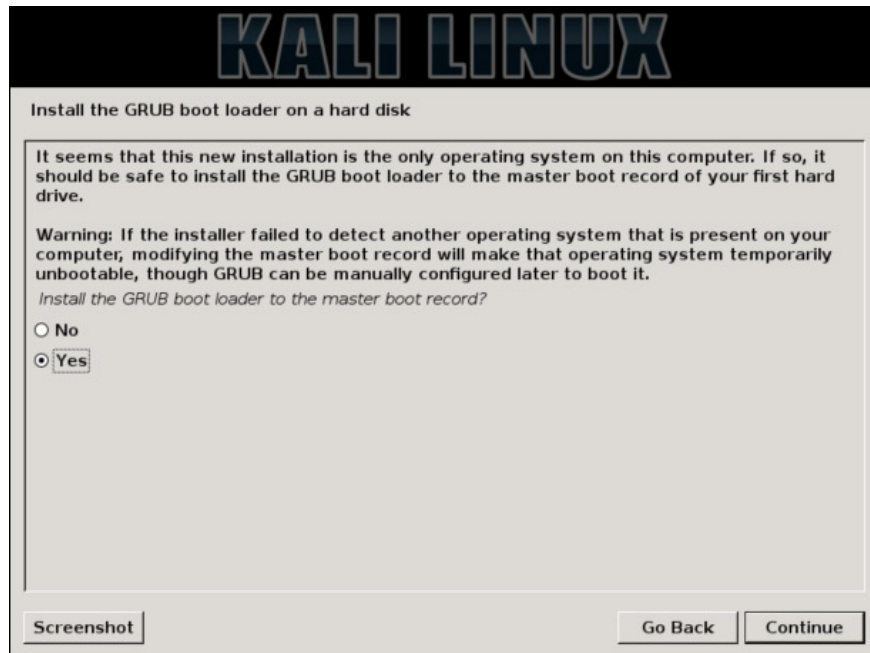 KALI LINUX
Install the GRUB boot loader on a hard disk
It seems that this new installation is the only operating system on this computer. If so, it
should be safe to install the GRUB boot loader to the master boot record of your first hard
drive.
Warning: If the installer failed to detect another operating system that is present on your
computer, modifying the master boot record will make that operating system temporarily
unbootable, though GRUB can be manually configured later to boot it.
Install the GRUB boot loader to the master boot record?
No
Yes
Screenshot
Go Back
Continue